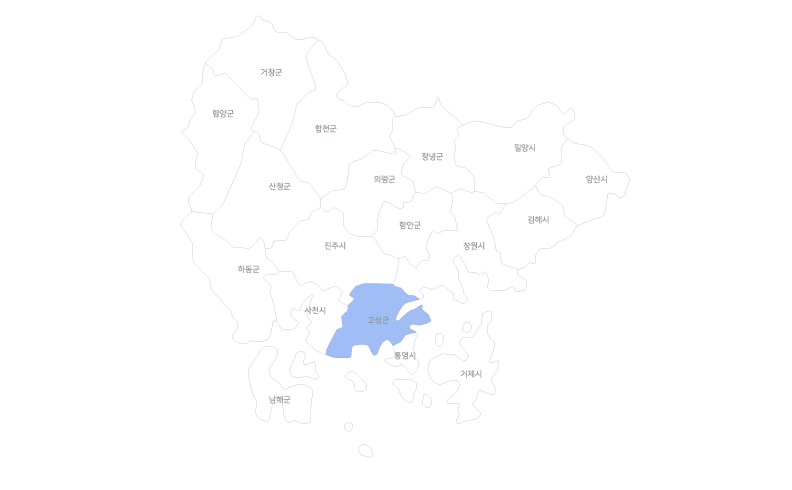 거창군
함양군
합천군
창녕군
밀양시
산청군
의령군
양산시
함안군
김해시
진주시
창원시
하동군
사천시
고성군
통영시
거제시
남해군